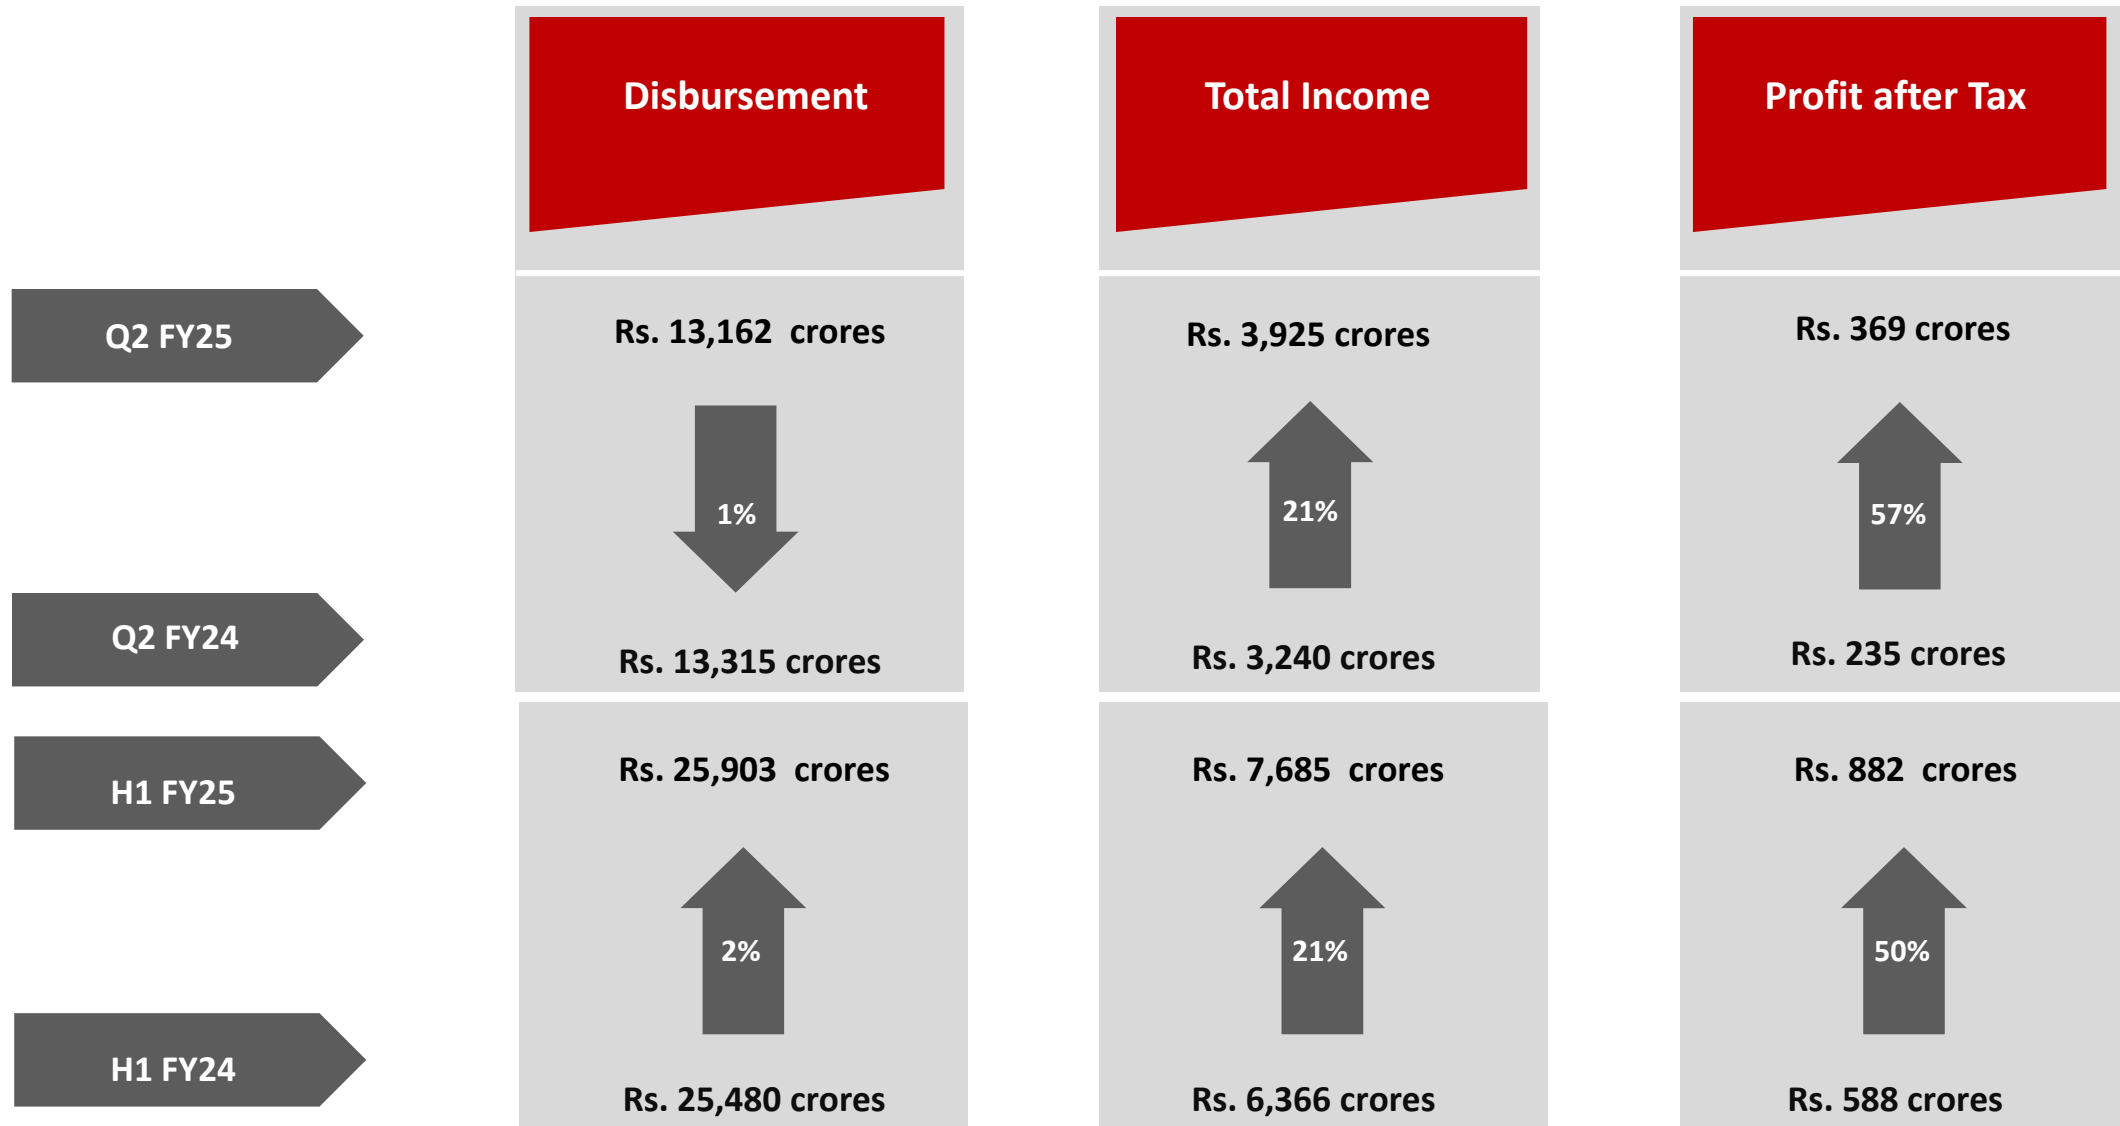 Disbursement
Total Income
Profit after Tax
Q2 FY25
Rs. 13,162 crores
Rs. 3,925 crores
Rs. 369 crores
1%
21%
57%
Q2 FY24
Rs. 13,315 crores
Rs. 3,240 crores
Rs. 235 crores
H1 FY25
Rs. 25,903 crores
Rs. 7,685 crores
Rs. 882 crores
2%
21%
50%
H1 FY24
Rs. 25,480 crores
Rs. 6,366 crores
Rs. 588 crores